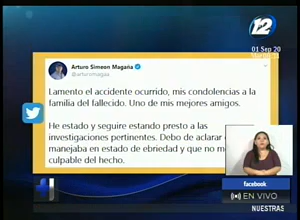 12
01 Sep 20
Arturo Simeon Magaña
@arturomagaa
Lamento el accidente ocurrido, mis condolencias a
la familia del fallecido. Uno de mis mejores amigos.
He estado y seguire estando presto a las
investigaciones pertinentes. Debo de aclarar
manejaba en estado de ebriedad y que no me
culpable del hecho.
facebook
EN VIVO
NUESTRAS